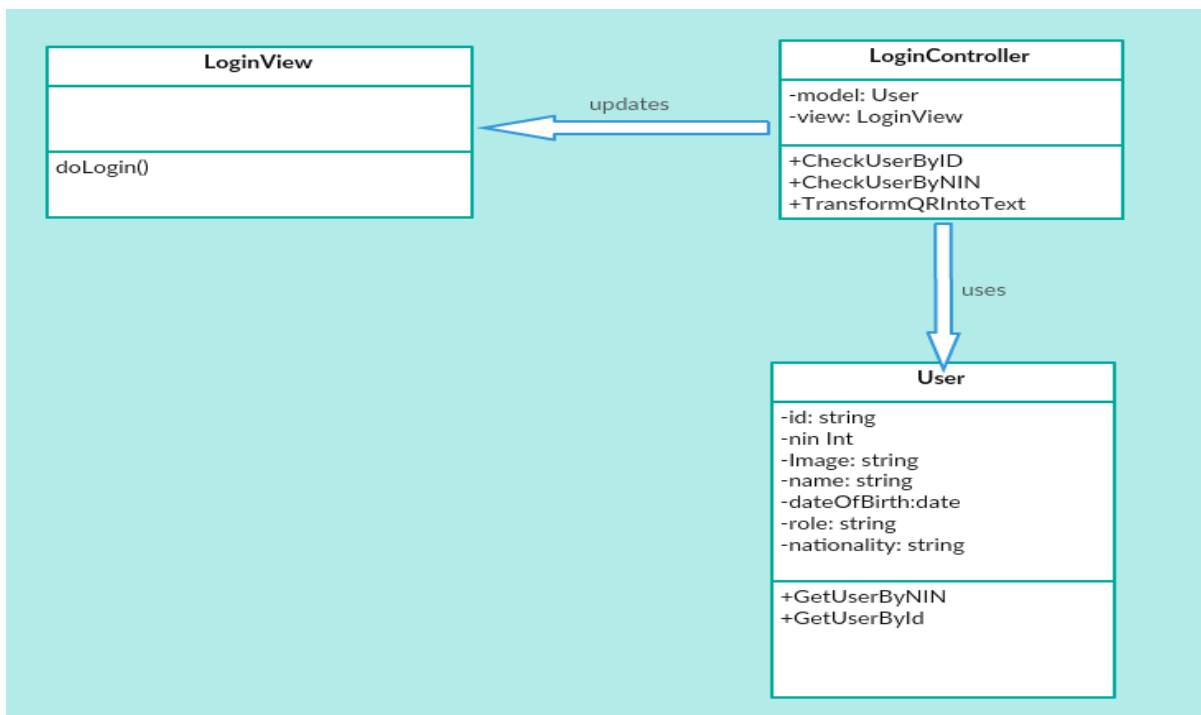 LoginView
doLogin()
updates
LoginController
-model: User
-view: LoginView
+CheckUserByID
+CheckUserByNIN
+TransformQRIntoText
uses
User
-id: string
-nin Int
-Image: string
-name: string
-dateOfBirth:date
-role: string
-nationality: string
+GetUserByNIN
+GetUserById